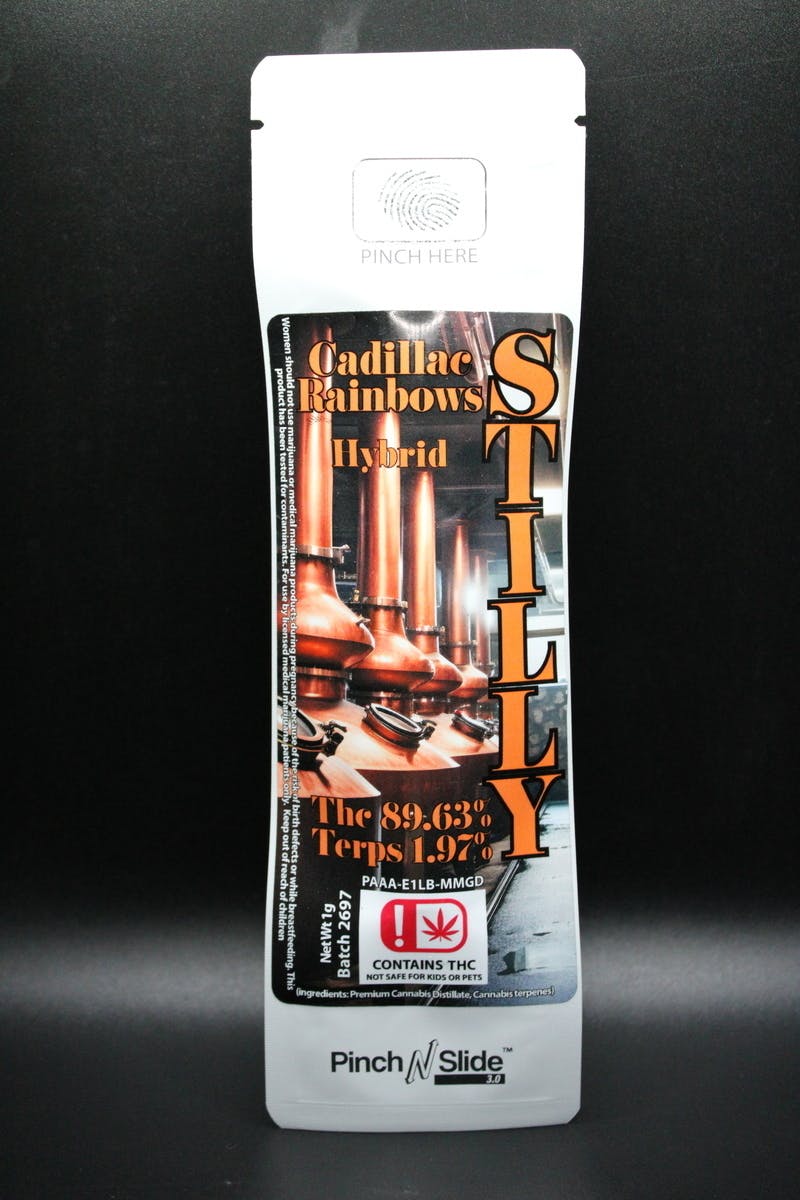 PINCH HERE
Cadillac
Rainbows
Hybrid
STILLY
Thc 89.63%
Terps 1.97%
PAAA-E1LB-MMGD
Net Wt 1g
Batch 2697
CONTAINS THC
NOT SAFE FOR KIDS OR PETS
(ingredients: Premium Cannabis Distillate, Cannabis terpenes)
Women should not use marijuana or medical marijuana products during pregnancy because of the risk of birth defects or while breastfeeding. This
product has been tested for contaminants. For use by licensed medical marijuana patients only. Keep out of reach of children
Pinch N Slide™
3.0